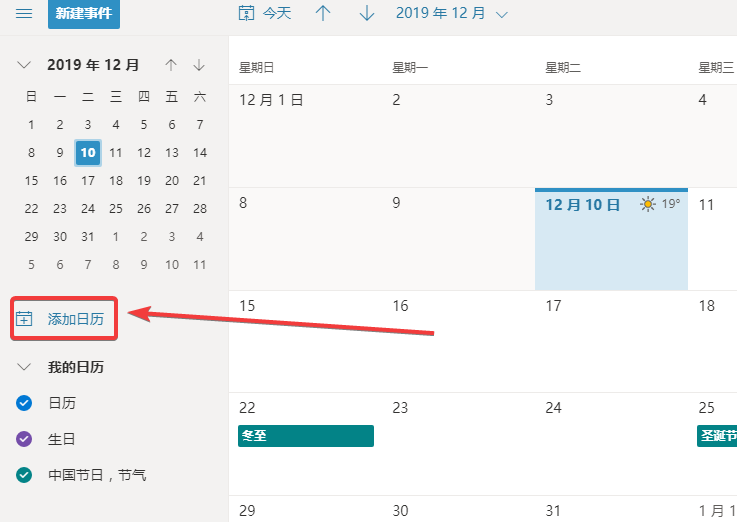 新建事件
今天
2019 年 12 月
2019 年 12 月
日 一 二 三 四 五 六
1 2 3 4 5 6 7
8 9 10 11 12 13 14
15 16 17 18 19 20 21
22 23 24 25 26 27 28
29 30 31 1 2 3 4
5 6 7 8 9 10 11
添加日历
我的日历
日历
生日
中国节日，节气
星期日 星期一 星期二 星期三
12 月 1 日 2 3 4
8 9 12 月 10 日 19° 11
15 16 17 18
22 23 24 25
冬至 圣诞节
29 30 31 1 月 1